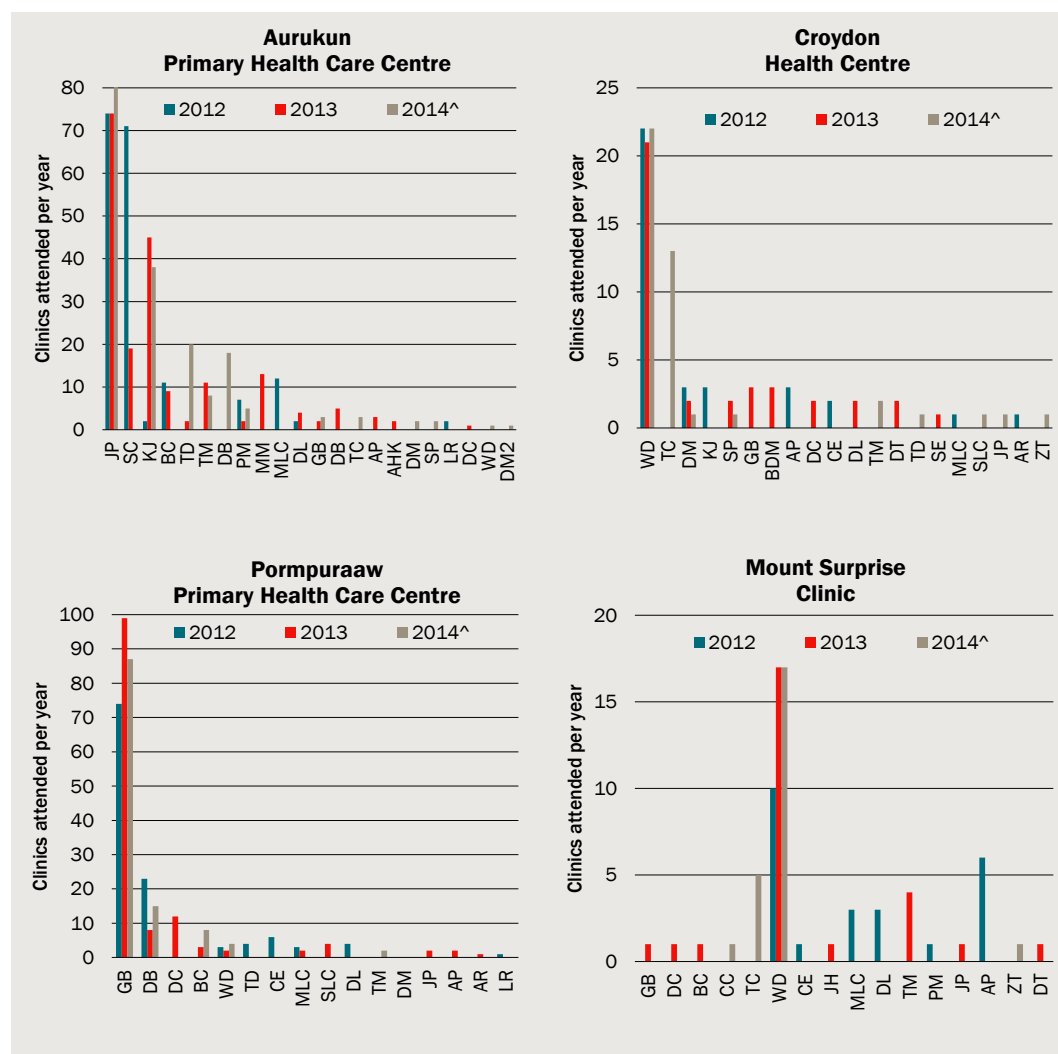 Aurukun
Primary Health Care Centre
Clinics attended per year
80
70
60
50
40
30
20
10
0
2012 2013 2014^
JP SC KJ BC TD TM DB PM MM MLC DL GB DB TC AP AHK DM SP LR DC WD DM2
Croydon
Health Centre
Clinics attended per year
25
20
15
10
5
0
2012 2013 2014^
WD TC DM KJ SP GB BDM AP DC CE DL TM DT TD SE MLC SLC JP AR ZT
Pormpuraaw
Primary Health Care Centre
Clinics attended per year
100
90
80
70
60
50
40
30
20
10
0
2012 2013 2014^
GB DB DC BC WD TD CE MLC SLC DL TM DM JP AP AR LR
Mount Surprise
Clinic
Clinics attended per year
20
15
10
5
0
2012 2013 2014^
GB DC BC CC TC WD CE JH MLC DL TM PM JP AP ZT DT